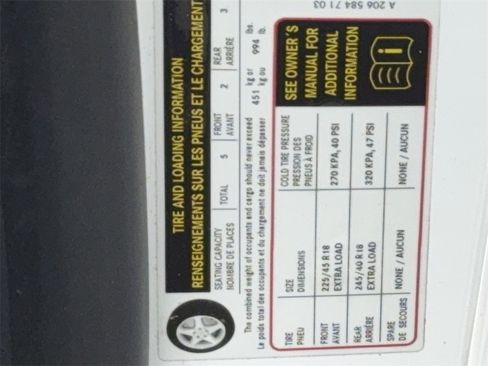 TIRE AND LOADING INFORMATION
RENSEIGNEMENTS SUR LES PNEUS ET LE CHARGEMENT
SEATING CAPACITY TOTAL 5 FRONT 2 REAR 3
NOMBRE DE PLACES AVANT ARRIÈRE
The combined weight of occupants and cargo should never exceed 451 kg or 994 lbs.
Le poids total des occupants et du chargement ne doit jamais dépasser kg ou lb.
TIRE SIZE COLD TIRE PRESSURE
PNEU DIMENSIONS PRESSION DES
PNEUS À FROID
FRONT 225/45 R 18 270 KPA, 40 PSI
AVANT EXTRA LOAD
REAR 245/40 R 18 320 KPA, 47 PSI
ARRIÈRE EXTRA LOAD
SPARE NONE / AUCUN NONE / AUCUN
DE SECOURS
SEE OWNER'S
MANUAL FOR
ADDITIONAL
INFORMATION
A 206 584 71 03